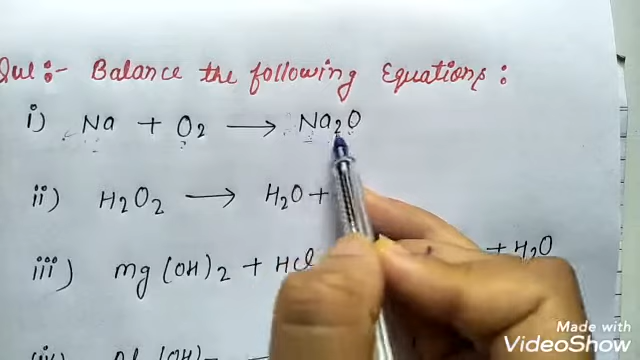 Que:- Balance the following Equations:
i) Na + O₂ → Na₂O
ii) H₂O₂ → H₂O +
iii) mg(OH)₂ + HCl + H₂O
Made with
VideoShow